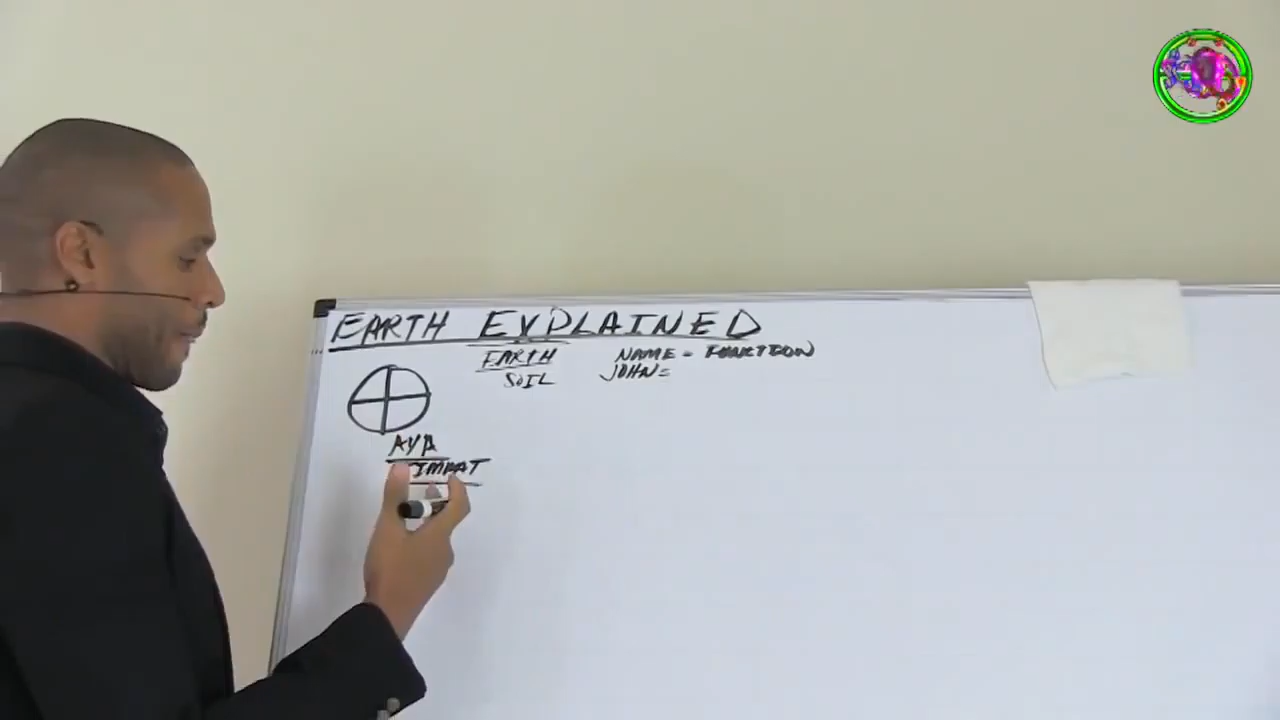 EARTH EXPLAINED
EARTH
SOIL
NAME = FUNCTION
JOHN =